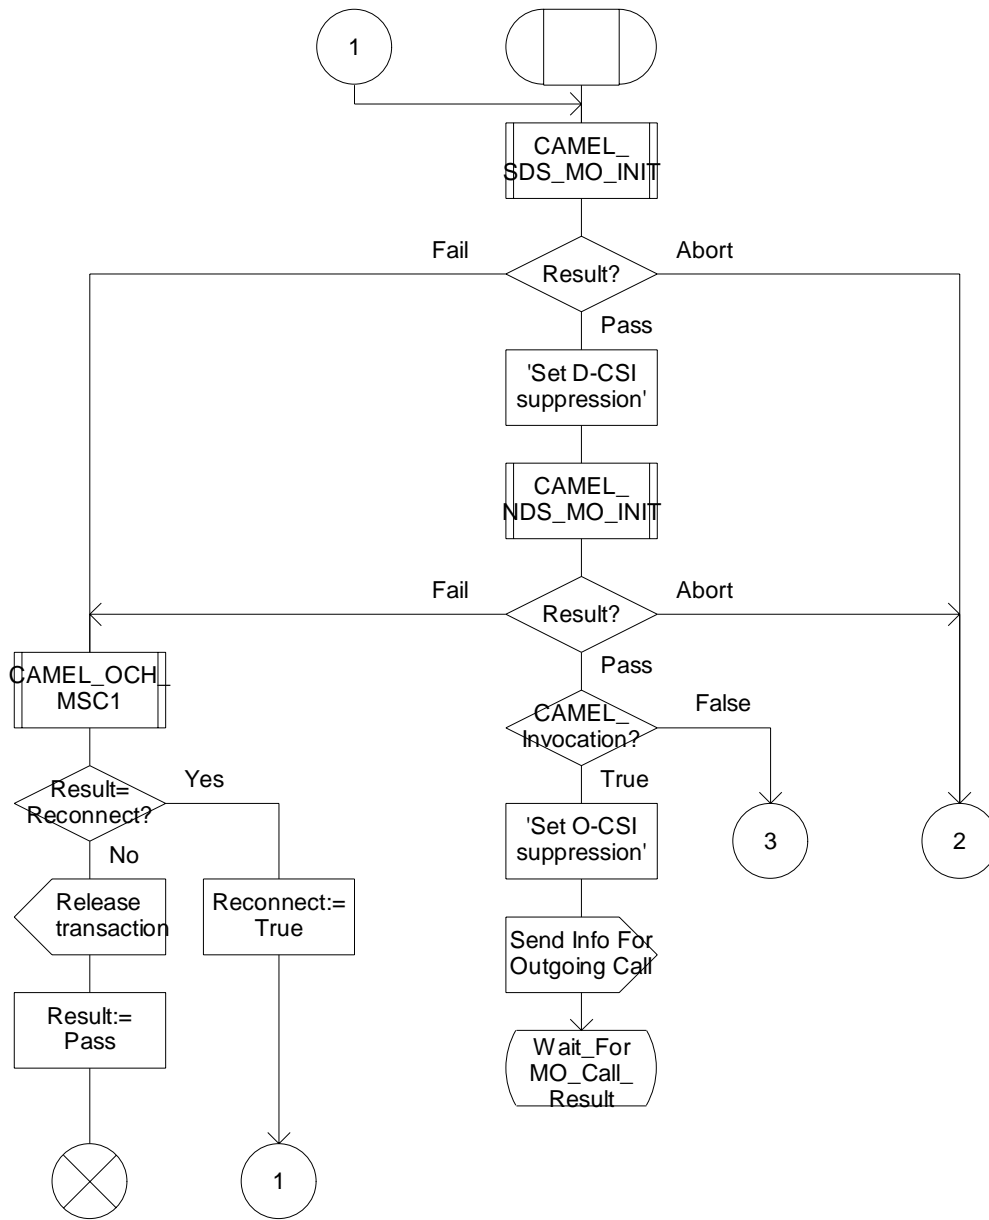 1
CAMEL_
SDS_MO_INIT
Fail
Abort
Result?
Pass
'Set D-CSI
suppression'
CAMEL_
NDS_MO_INIT
Fail
Abort
Result?
Pass
CAMEL_OCH_
MSC1
CAMEL_
Invocation?
False
True
Result=
Reconnect?
Yes
No
'Set O-CSI
suppression'
3
2
Release
transaction
Reconnect:=
True
Send Info For
Outgoing Call
Result:=
Pass
Wait_For
MO_Call_
Result
1